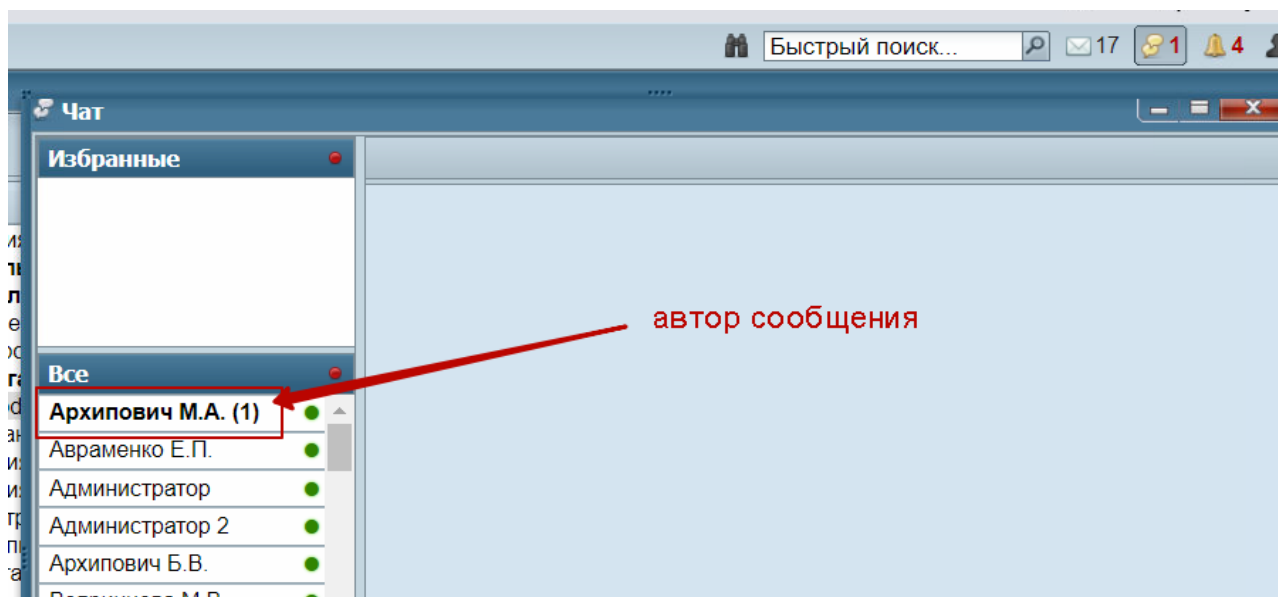 Быстрый поиск... 17 1 4
Чат
Избранные
автор сообщения
Все
Архипович М.А. (1)
Авраменко Е.П.
Администратор
Администратор 2
Архипович Б.В.